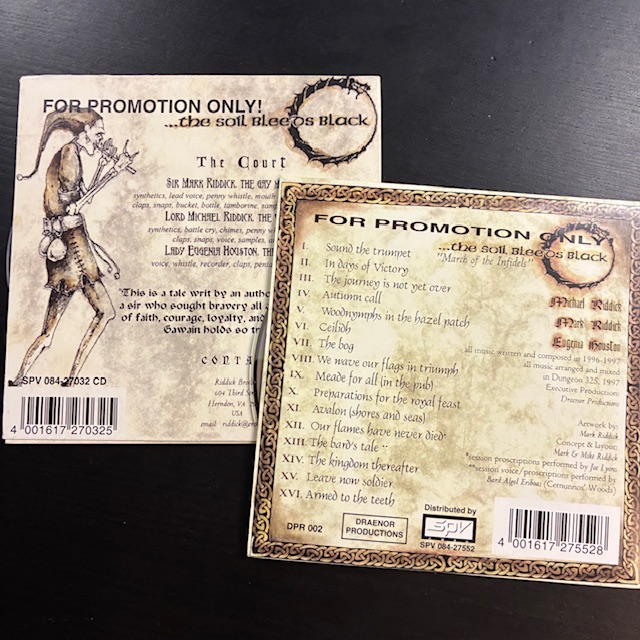 FOR PROMOTION ONLY!
...the Soil Bleeds Black
The Court
Sir Mark Riddick, the Gay
synthetics, lead voice, penny whistle, mouth
claps, snaps, bucket, bottle, tamborine,
Lord Michael Riddick, the
synthetics, battle cry, chimes, penny
claps, snaps, voice, samples,
Lady Eugenia Houston, the
voice, whistle, recorder, claps,
"This is a tale writ by an
a sir who sought bravery all
of faith, courage, loyalty, and
Gawain holds so
CONTA
Riddick
604 Third
Herndon, VA
USA
email
SPV 084-27032 CD
4 001617 270325
FOR PROMOTION ONLY!
...the Soil Bleeds Black
"March of the Infidels"
I. Sound the trumpet
II. In days of Victory
III. The journey is not yet over
IV. Autumn call
V. Woodnymphs in the hazel patch
VI. Ceilidh
VII. The bog
VIII. We wave our flags in triumph
IX. Meade for all (in the pub)
X. Preparations for the royal feast
XI. Avalon (shores and seas)
XII. Our flames have never died*
XIII. The bard's tale **
XIV. The kingdom thereafter
XV. Leave now soldier
XVI. Armed to the teeth
Michael Riddick
Mark Riddick
Eugenia Houston
all music written and composed in 1996-1997
all music arranged and mixed
in Dungeon 325, 1997
Executive Production:
Draenor Productions
Artwork by:
Mark Riddick
Concept & Layout:
Mark & Mike Riddick
*session proscriptions performed by Joe Lyons
**session voice/proscriptions performed by
Bard Algol Eriboas (Cernunnos' Woods)
DPR 002
DRAENOR
PRODUCTIONS
Distributed by
SPV
SPV 084-27552
4 001617 275528